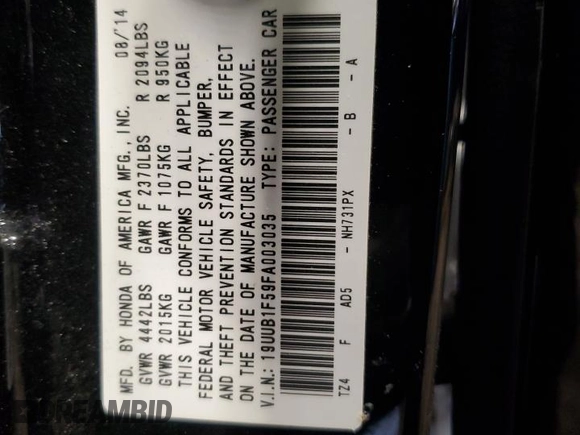 MFD. BY HONDA OF AMERICA MFG., INC. 08/'14
GVWR 4442LBS GAWR F 2370LBS R 2094LBS
GVWR 2015KG GAWR F 1075KG R 950KG
THIS VEHICLE CONFORMS TO ALL APPLICABLE
FEDERAL MOTOR VEHICLE SAFETY, BUMPER,
AND THEFT PREVENTION STANDARDS IN EFFECT
ON THE DATE OF MANUFACTURE SHOWN ABOVE.
V.I.N.: 19UUB1F59FA003035 TYPE: PASSENGER CAR
TZ4 F AD5 - NH731PX - B - A
DREAMBID